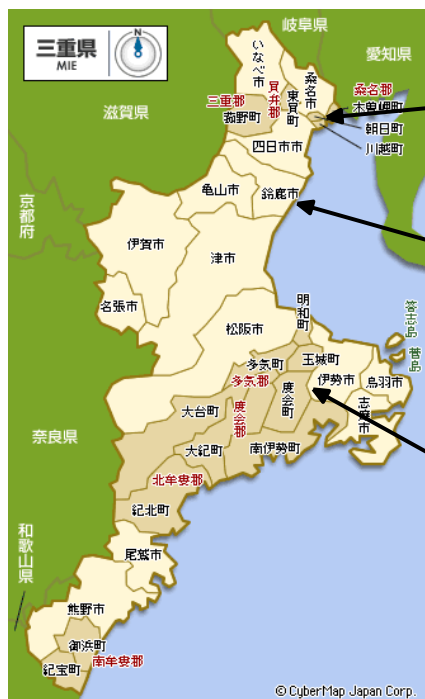 三重県
MIE
N
岐阜県
愛知県
滋賀県
京都府
奈良県
和歌山県
いなべ市
桑名市
桑名郡
木曽岬町
員弁郡
東員町
三重郡
菰野町
朝日町
川越町
四日市市
亀山市
鈴鹿市
伊賀市
津市
名張市
松阪市
明和町
多気町
多気郡
玉城町
伊勢市
鳥羽市
答志島
菅島
志摩市
度会町
度会郡
大台町
大紀町
南伊勢町
北牟婁郡
紀北町
尾鷲市
熊野市
御浜町
紀宝町
南牟婁郡
© CyberMap Japan Corp.